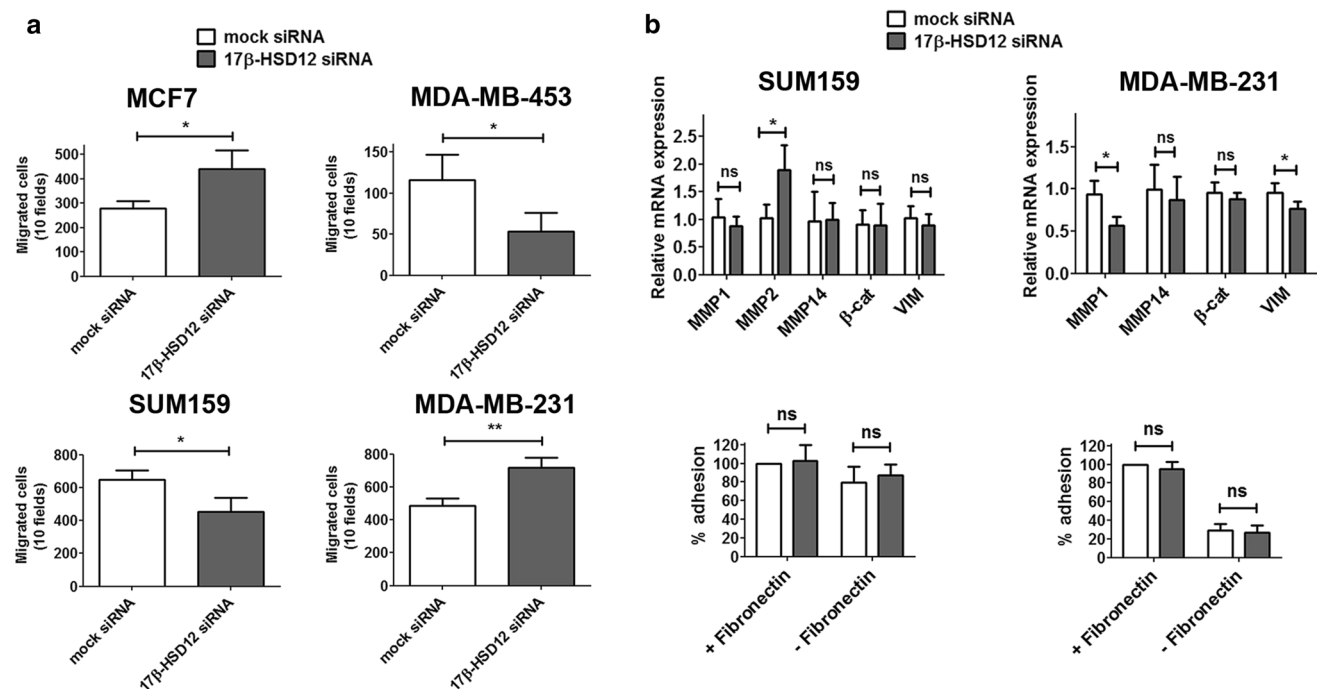 a
mock siRNA
17β-HSD12 siRNA
MCF7
*
Migrated cells
(10 fields)
500
400
300
200
100
0
mock siRNA
17β-HSD12 siRNA
MDA-MB-453
*
Migrated cells
(10 fields)
150
100
50
0
mock siRNA
17β-HSD12 siRNA
SUM159
*
Migrated cells
(10 fields)
800
600
400
200
0
mock siRNA
17β-HSD12 siRNA
MDA-MB-231
**
Migrated cells
(10 fields)
800
600
400
200
0
mock siRNA
17β-HSD12 siRNA
b
mock siRNA
17β-HSD12 siRNA
SUM159
Relative mRNA expression
2.5
2.0
1.5
1.0
0.5
0.0
ns
*
ns
ns
ns
MMP1
MMP2
MMP14
β-cat
VIM
MDA-MB-231
Relative mRNA expression
1.5
1.0
0.5
0.0
*
ns
ns
*
MMP1
MMP14
β-cat
VIM
% adhesion
120
100
80
60
40
20
0
ns
ns
+ Fibronectin
- Fibronectin
% adhesion
120
100
80
60
40
20
0
ns
ns
+ Fibronectin
- Fibronectin